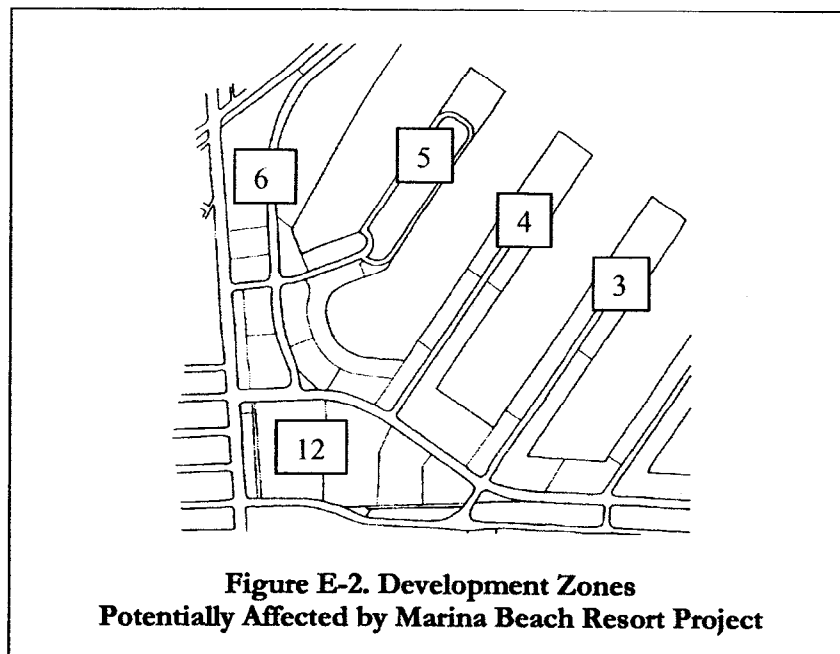 5
6
4
3
12
Figure E-2. Development Zones
Potentially Affected by Marina Beach Resort Project